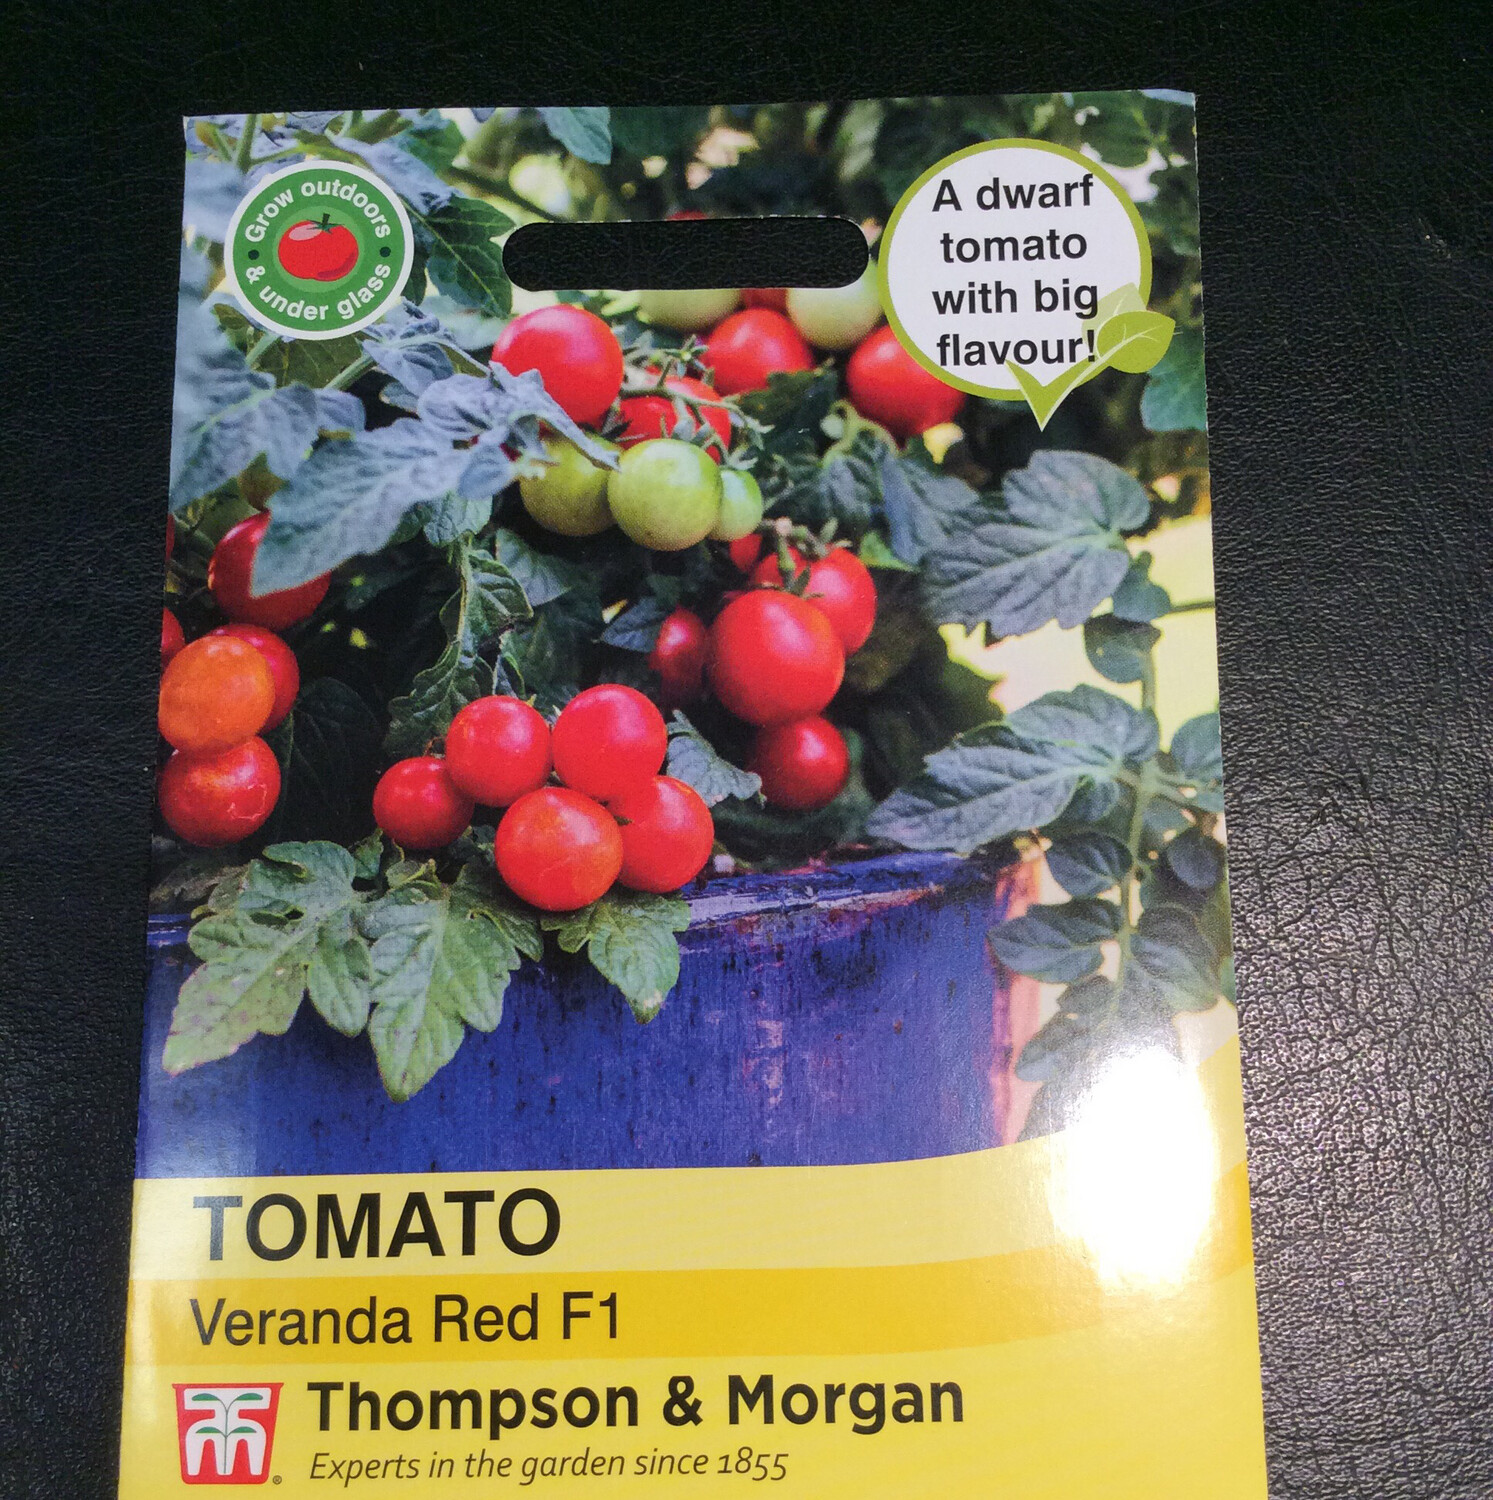 Grow outdoors
& under glass
A dwarf
tomato
with big
flavour!
TOMATO
Veranda Red F1
Thompson & Morgan
®
Experts in the garden since 1855